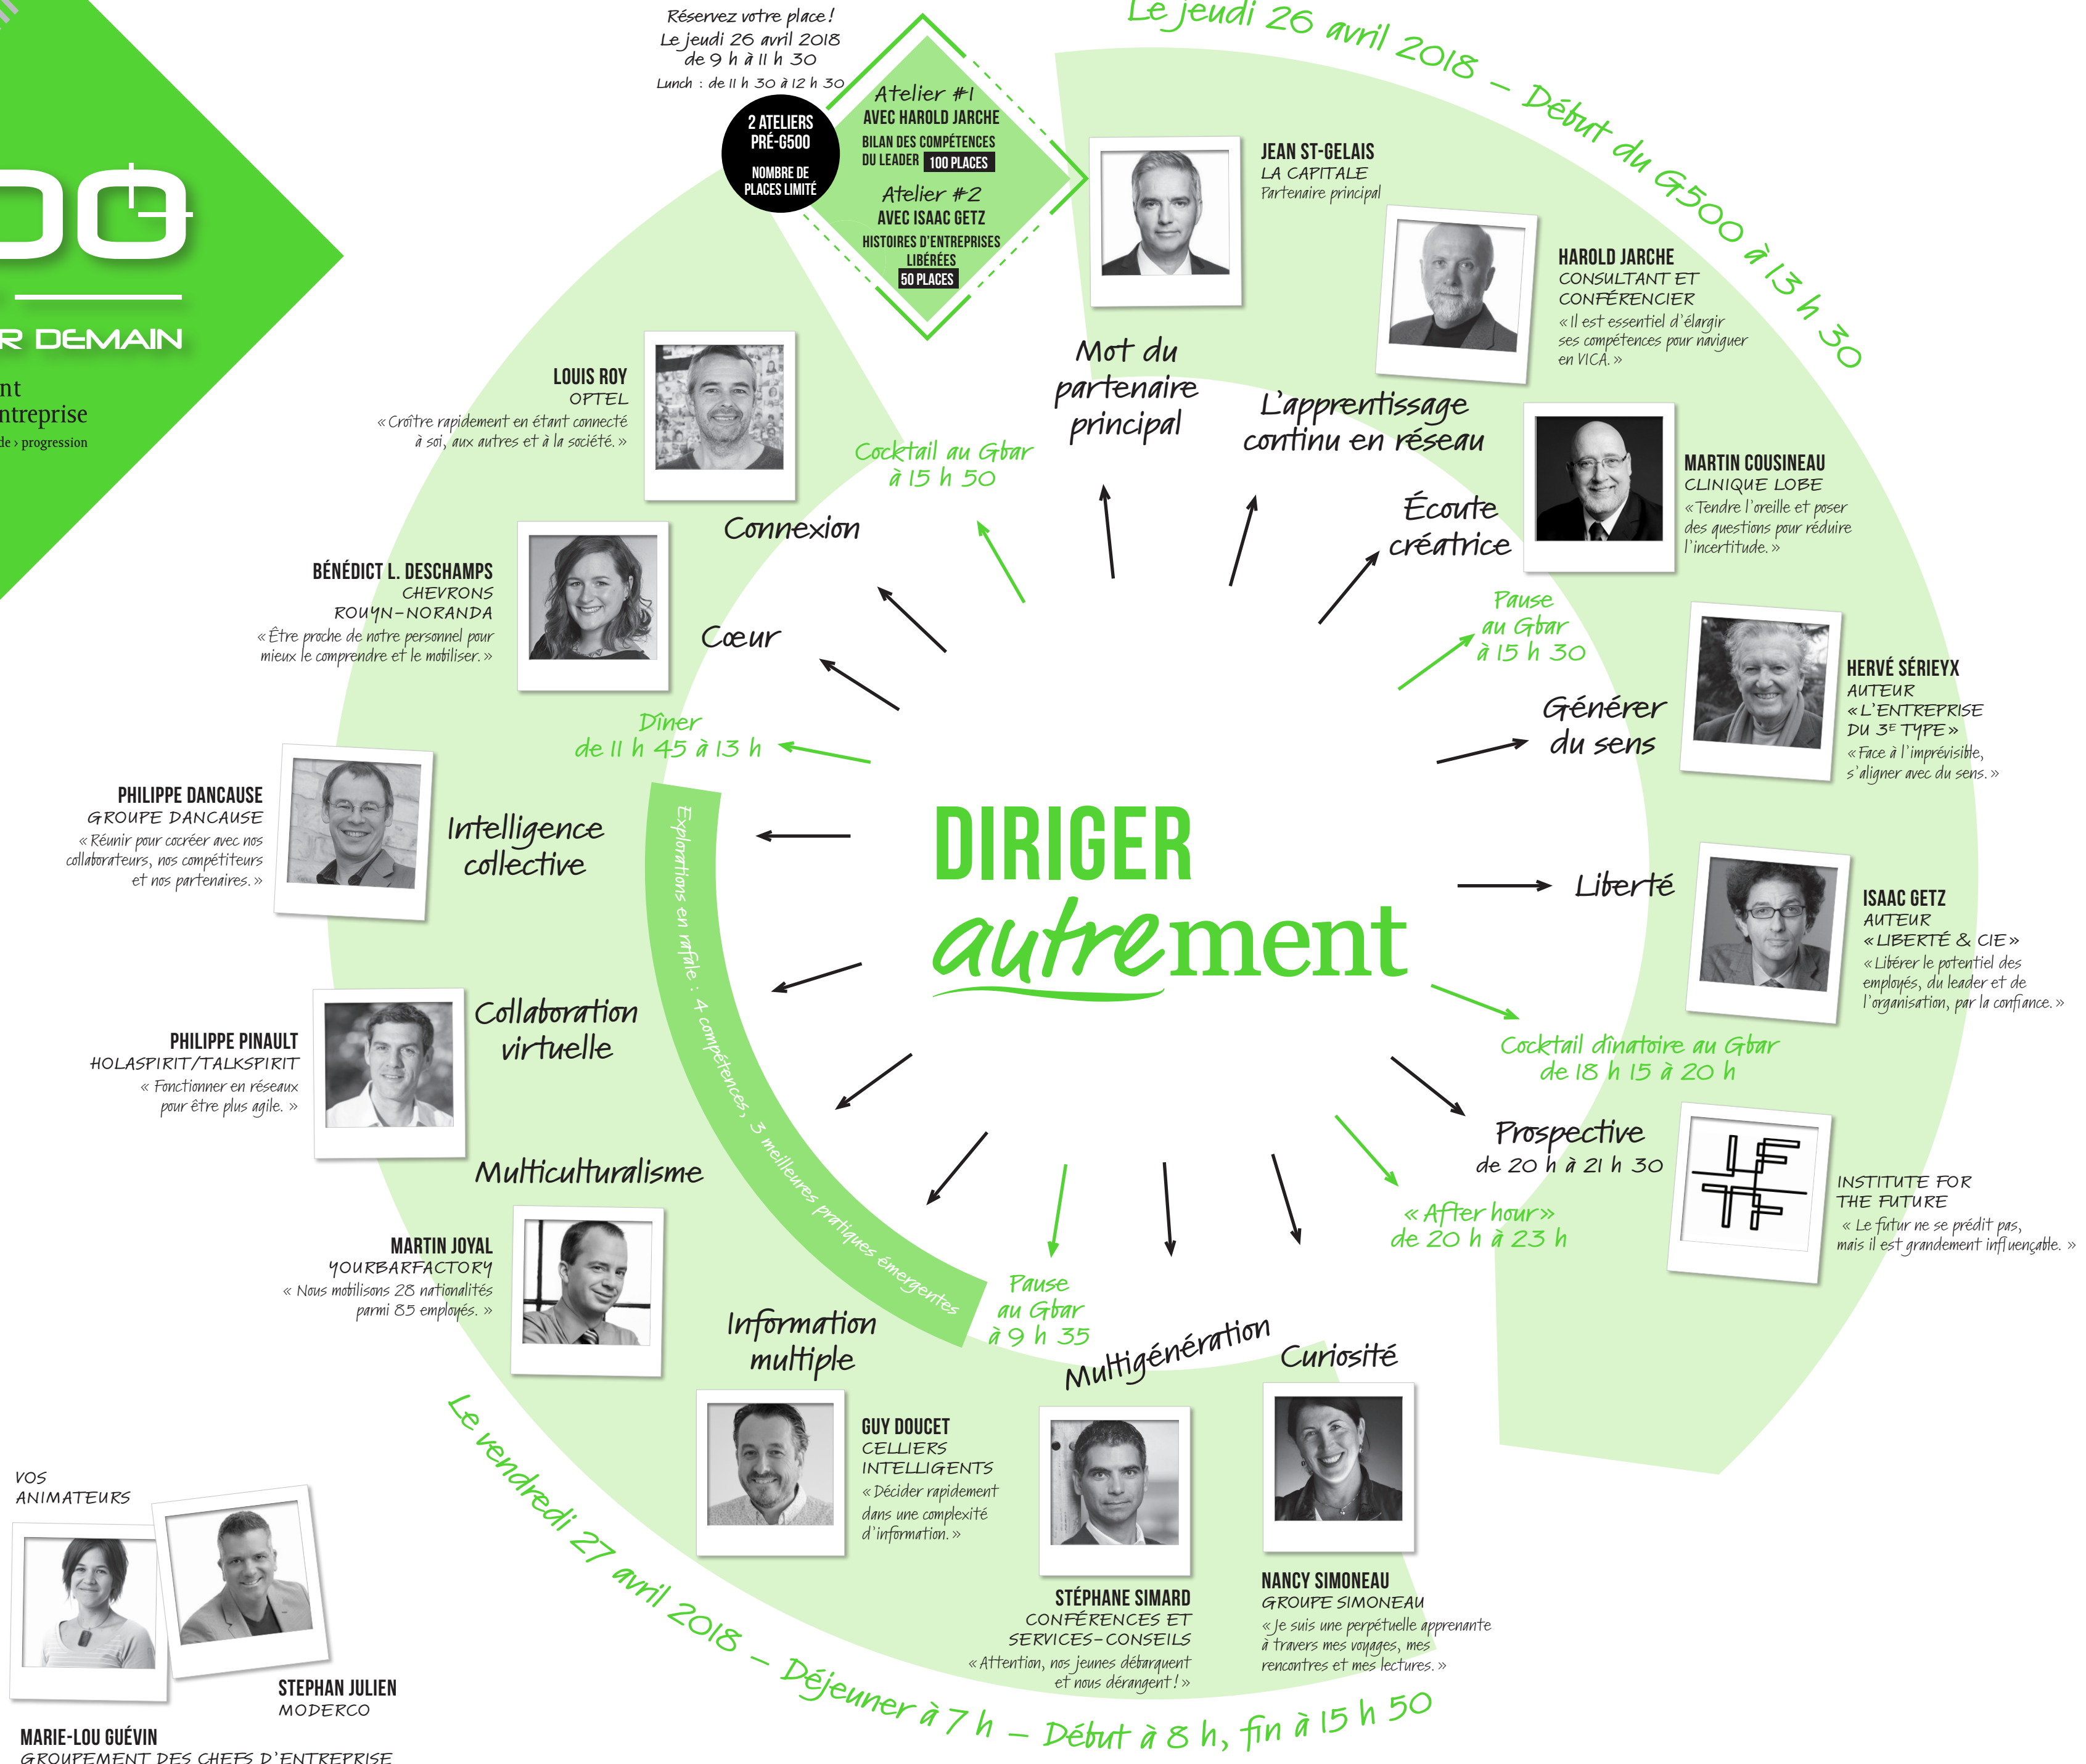 Réservez votre place !
Le jeudi 26 avril 2018
de 9 h à 11 h 30
Lunch : de 11 h 30 à 12 h 30
2 ATELIERS
PRÉ-G500
NOMBRE DE
PLACES LIMITÉ
Atelier #1
AVEC HAROLD JARCHE
BILAN DES COMPÉTENCES
DU LEADER 100 PLACES
Atelier #2
AVEC ISAAC GETZ
HISTOIRES D'ENTREPRISES
LIBÉRÉES
50 PLACES
Le jeudi 26 avril 2018 – Début du G500 à 13 h 30
00
R DEMAIN
nt
ntreprise
de › progression
JEAN ST-GELAIS
LA CAPITALE
Partenaire principal
Mot du
partenaire
principal
HAROLD JARCHE
CONSULTANT ET
CONFÉRENCIER
« Il est essentiel d'élargir
ses compétences pour naviguer
en VICA. »
L'apprentissage
continu en réseau
MARTIN COUSINEAU
CLINIQUE LOBE
« Tendre l'oreille et poser
des questions pour réduire
l'incertitude. »
Écoute
créatrice
Pause
au Gbar
à 15 h 30
HERVÉ SÉRIEYX
AUTEUR
« L'ENTREPRISE
DU 3E TYPE »
« Face à l'imprévisible,
s'aligner avec du sens. »
Générer
du sens
ISAAC GETZ
AUTEUR
« LIBERTÉ & CIE »
« Libérer le potentiel des
employés, du leader et de
l'organisation, par la confiance. »
Liberté
Cocktail dînatoire au Gbar
de 18 h 15 à 20 h
Prospective
de 20 h à 21 h 30
IF
TF
INSTITUTE FOR
THE FUTURE
« Le futur ne se prédit pas,
mais il est grandement influençable. »
« After hour »
de 20 h à 23 h
DIRIGER
autrement
Curiosité
NANCY SIMONEAU
GROUPE SIMONEAU
« Je suis une perpétuelle apprenante
à travers mes voyages, mes
rencontres et mes lectures. »
Multigénération
STÉPHANE SIMARD
CONFÉRENCES ET
SERVICES-CONSEILS
« Attention, nos jeunes débarquent
et nous dérangent ! »
Pause
au Gbar
à 9 h 35
Explorations en rafale : 4 compétences, 3 meilleures pratiques émergentes
Information
multiple
GUY DOUCET
CELLIERS
INTELLIGENTS
« Décider rapidement
dans une complexité
d'information. »
Multiculturalisme
MARTIN JOYAL
YOURBARFACTORY
« Nous mobilisons 28 nationalités
parmi 85 employés. »
Collaboration
virtuelle
PHILIPPE PINAULT
HOLASPIRIT/TALKSPIRIT
« Fonctionner en réseaux
pour être plus agile. »
Intelligence
collective
PHILIPPE DANCAUSE
GROUPE DANCAUSE
« Réunir pour cocréer avec nos
collaborateurs, nos compétiteurs
et nos partenaires. »
Dîner
de 11 h 45 à 13 h
Cœur
BÉNÉDICT L. DESCHAMPS
CHEVRONS
ROUYN-NORANDA
« Être proche de notre personnel pour
mieux le comprendre et le mobiliser. »
Connexion
LOUIS ROY
OPTEL
« Croître rapidement en étant connecté
à soi, aux autres et à la société. »
Cocktail au Gbar
à 15 h 50
Le vendredi 27 avril 2018 – Déjeuner à 7 h – Début à 8 h, fin à 15 h 50
VOS
ANIMATEURS
STEPHAN JULIEN
MODERCO
MARIE-LOU GUÉVIN
GROUPEMENT DES CHEFS D'ENTREPRISE